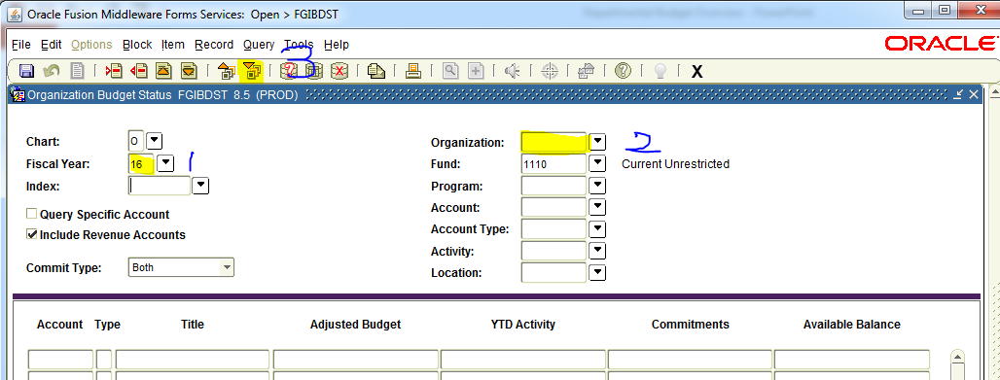 Oracle Fusion Middleware Forms Services: Open > FGIBDST
File Edit Options Block Item Record Query Tools Help
ORACLE
3
X
Organization Budget Status FGIBDST 8.5 (PROD)
Chart: O Organization: 2
Fiscal Year: 16 1 Fund: 1110 Current Unrestricted
Index: Program:
Query Specific Account Account:
Include Revenue Accounts Account Type:
Activity:
Commit Type: Both Location:
Account Type Title Adjusted Budget YTD Activity Commitments Available Balance